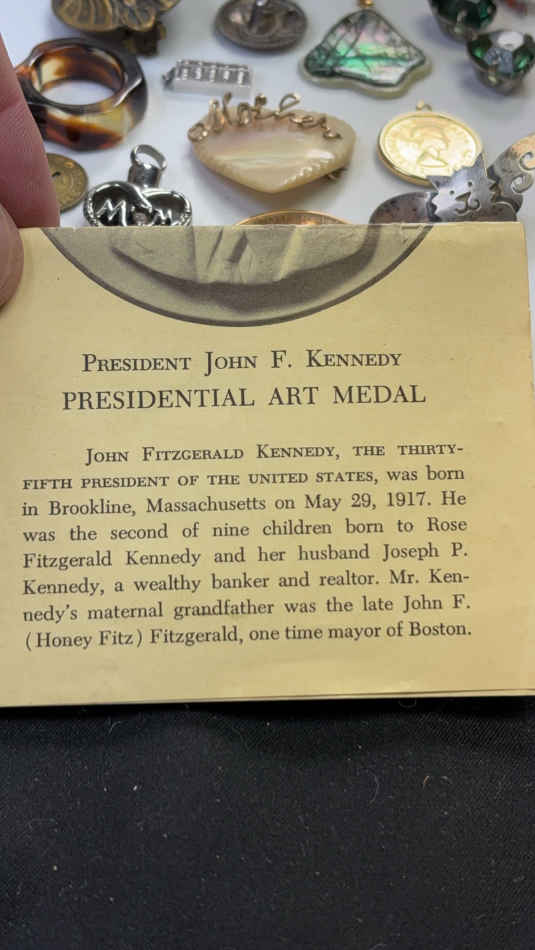 Mother
Mom
PRESIDENT JOHN F. KENNEDY
PRESIDENTIAL ART MEDAL
JOHN FITZGERALD KENNEDY, THE THIRTY-
FIFTH PRESIDENT OF THE UNITED STATES, was born
in Brookline, Massachusetts on May 29, 1917. He
was the second of nine children born to Rose
Fitzgerald Kennedy and her husband Joseph P.
Kennedy, a wealthy banker and realtor. Mr. Ken-
nedy's maternal grandfather was the late John F.
(Honey Fitz) Fitzgerald, one time mayor of Boston.